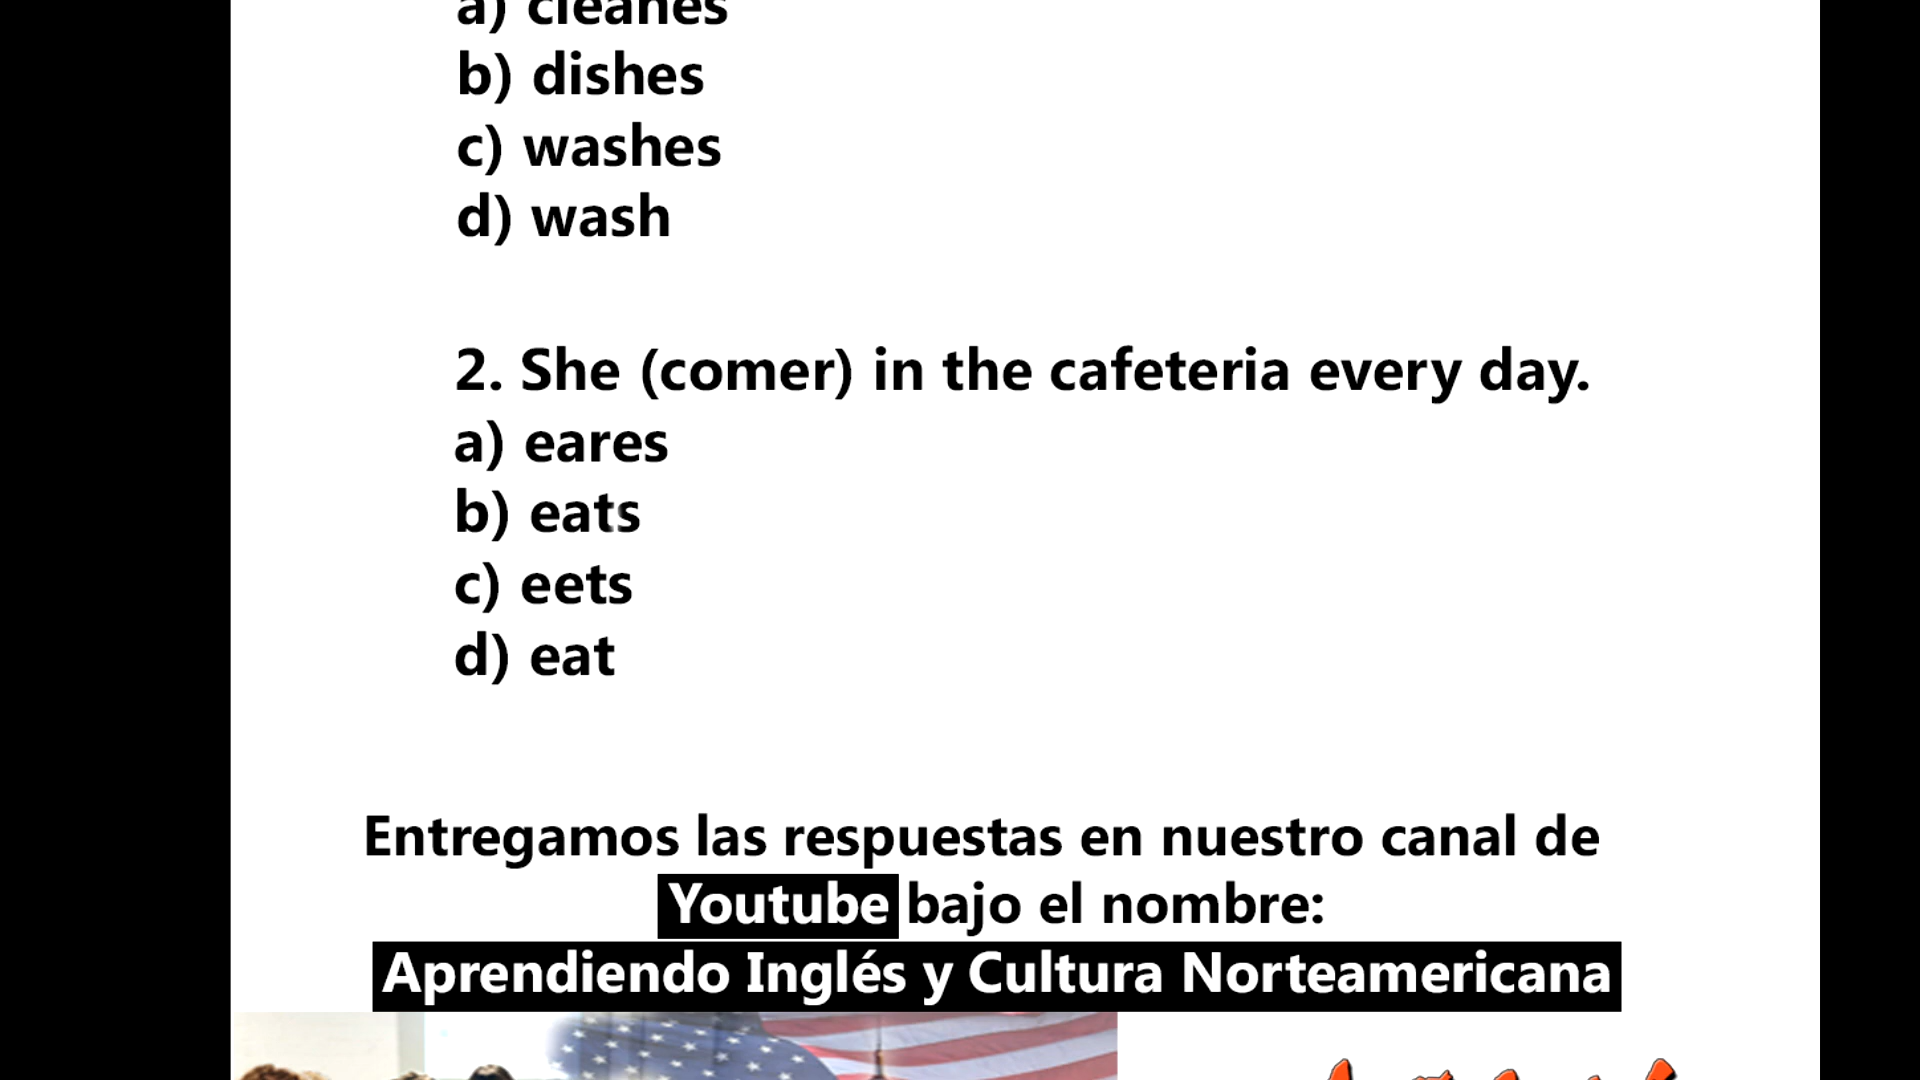 a) cleanes
b) dishes
c) washes
d) wash
2. She (comer) in the cafeteria every day.
a) eares
b) eats
c) eets
d) eat
Entregamos las respuestas en nuestro canal de
Youtube bajo el nombre:
Aprendiendo Inglés y Cultura Norteamericana